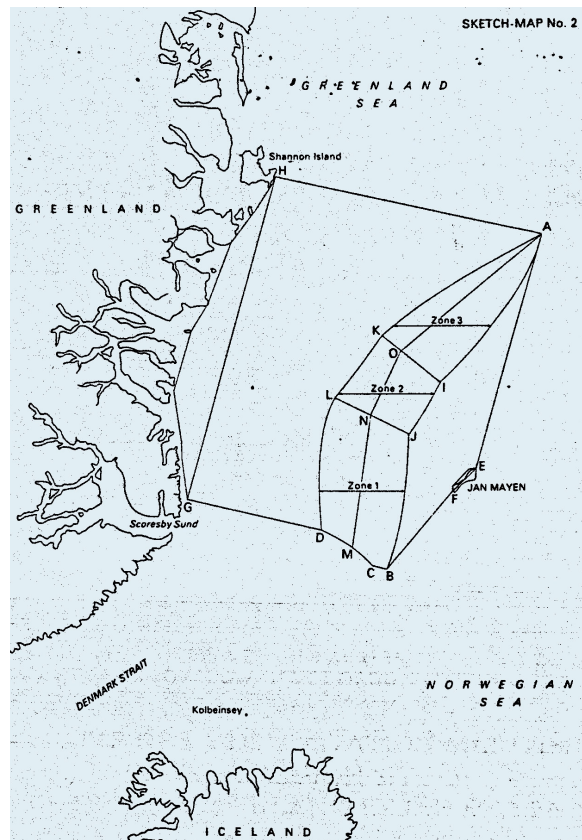 SKETCH-MAP No. 2
GREENLAND
SEA
Shannon Island
H
GREENLAND
A
K
Zone 3
O
I
L
Zone 2
N
J
E
JAN MAYEN
F
Zone 1
G
Scoresby Sund
D
M
C
B
DENMARK STRAIT
NORWEGIAN
SEA
Kolbeinsey
ICELAND